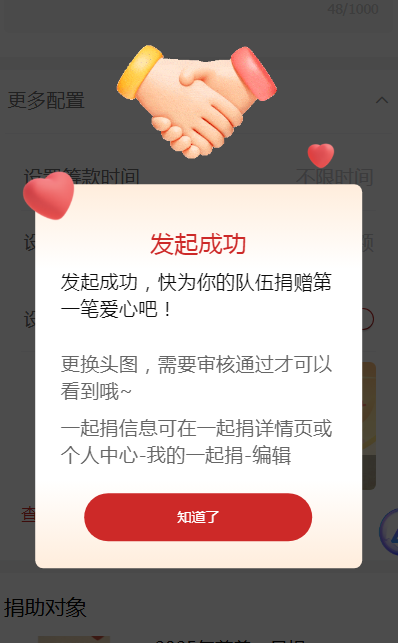 48/1000
更多配置
设置筹款时间
不限时间
发起成功
发起成功，快为你的队伍捐赠第
一笔爱心吧！
更换头图，需要审核通过才可以
看到哦~
一起捐信息可在一起捐详情页或
个人中心-我的一起捐-编辑
知道了
捐助对象